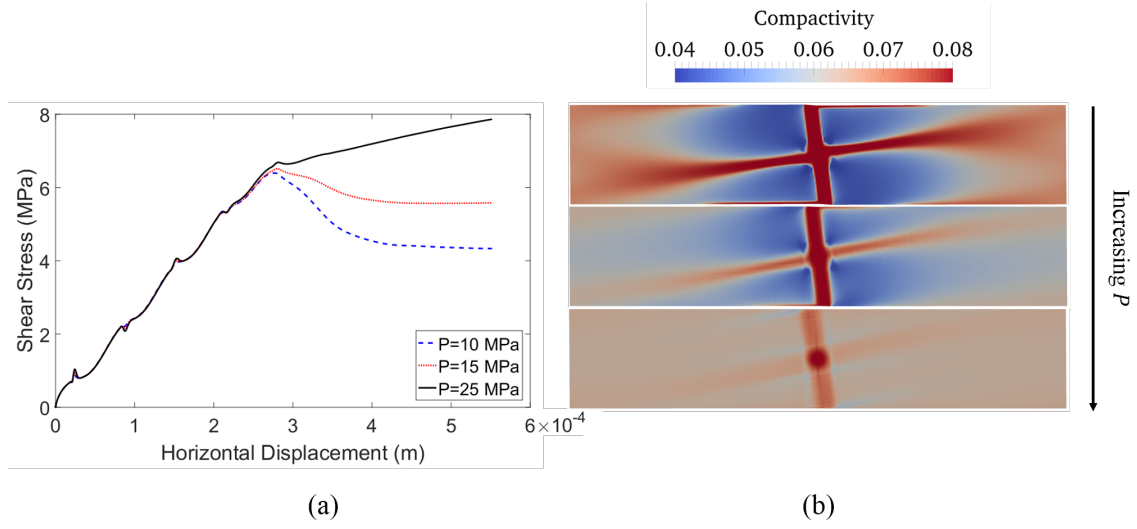 Compactivity
0.04 0.05 0.06 0.07 0.08
8
6
4
2
0
Shear Stress (MPa)
P=10 MPa
P=15 MPa
P=25 MPa
0 1 2 3 4 5 6 ×10⁻⁴
Horizontal Displacement (m)
Increasing P
(a) (b)